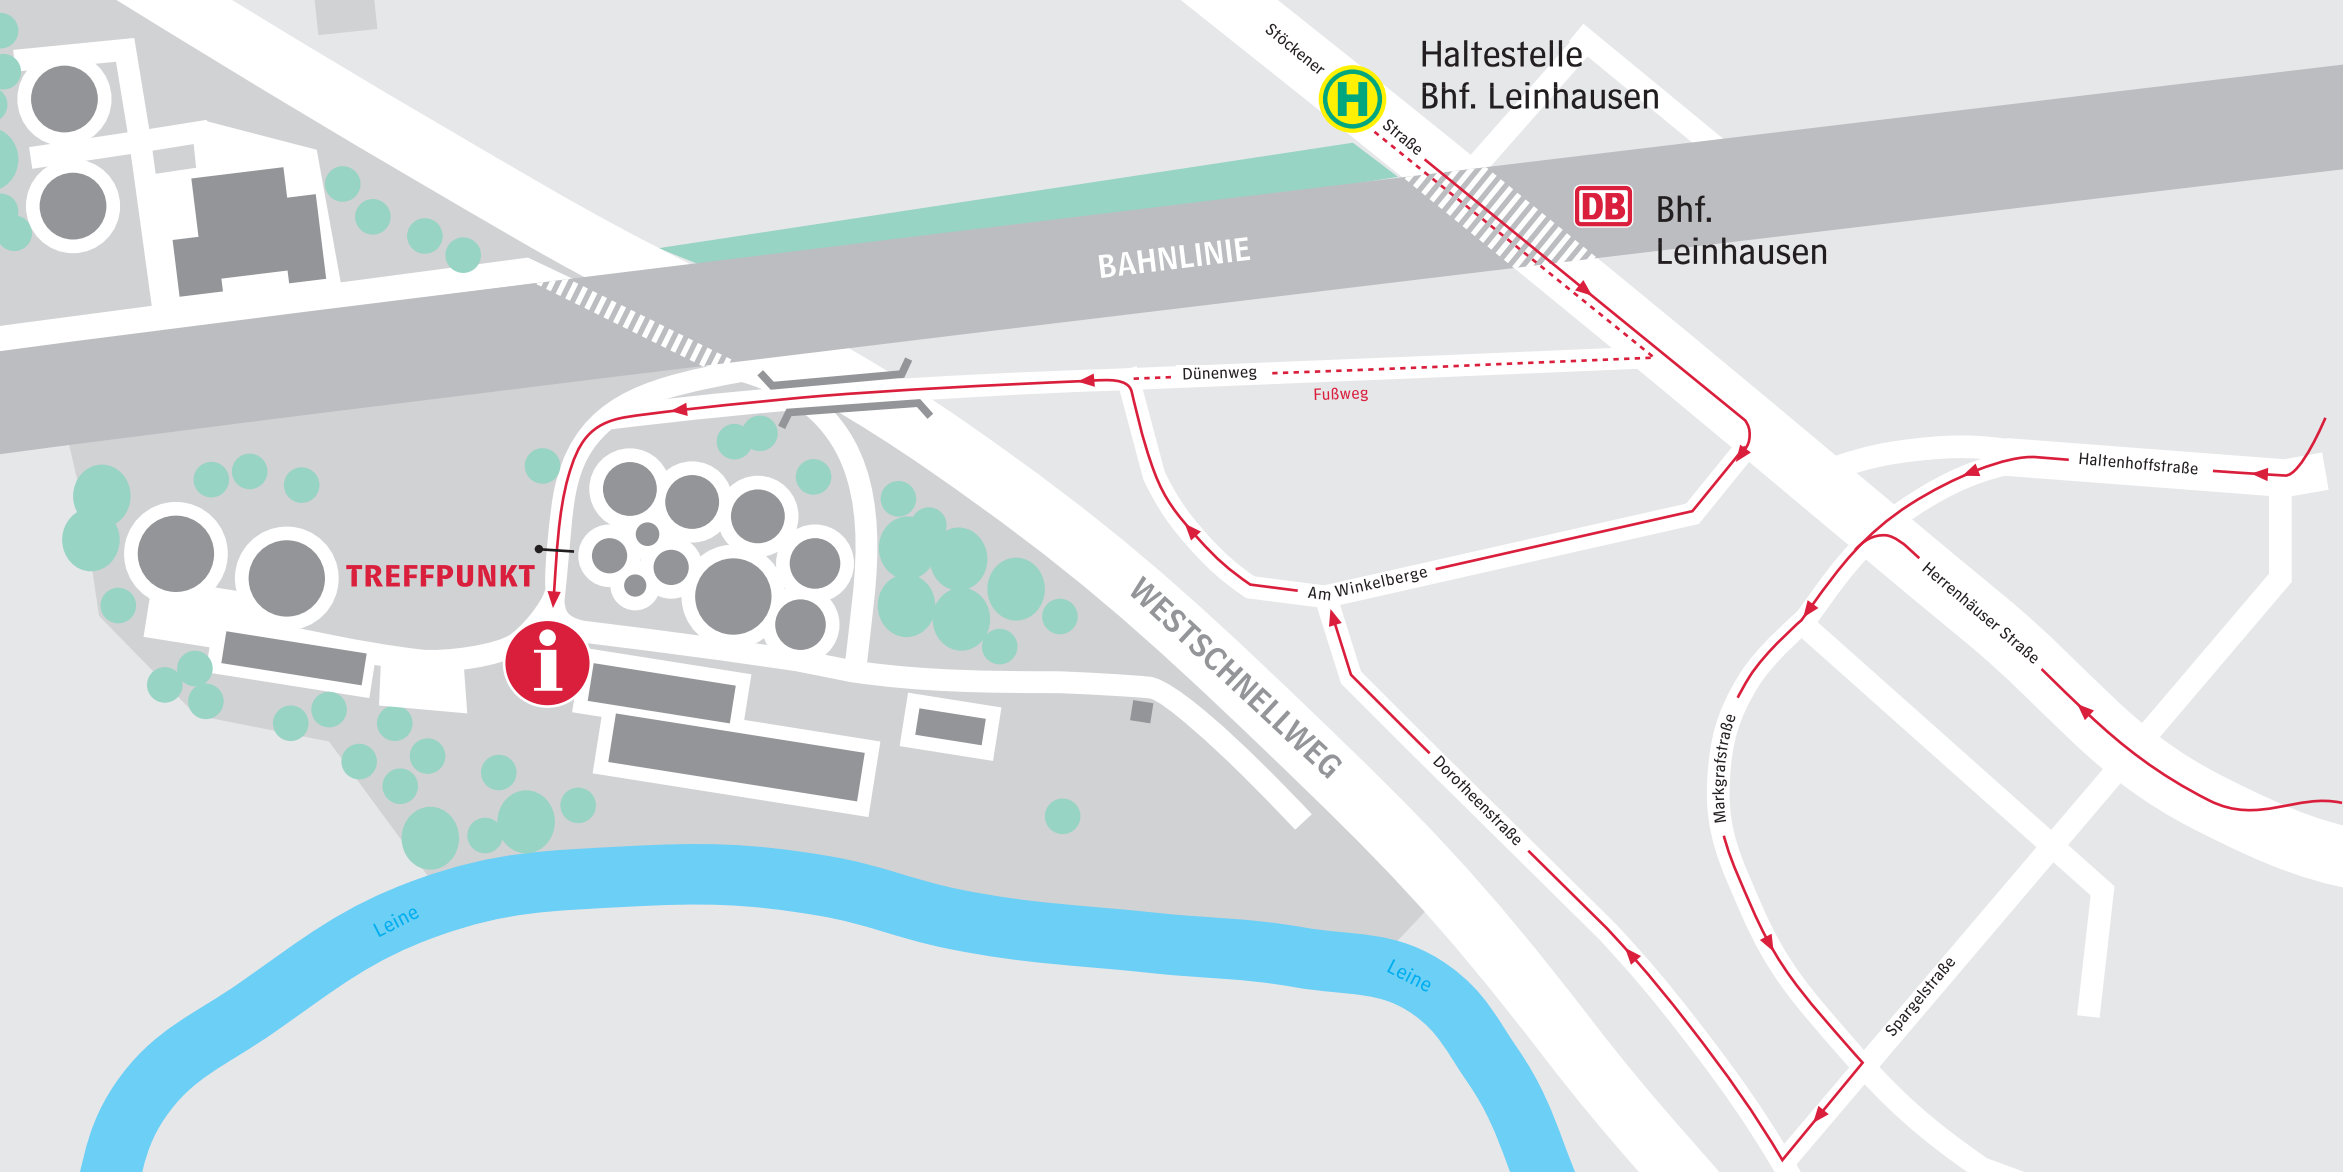 Stöckener
Straße
H
Haltestelle
Bhf. Leinhausen
DB
Bhf.
Leinhausen
BAHNLINIE
Dünenweg
Fußweg
Haltenhoffstraße
TREFFPUNKT
i
Am Winkelberge
WESTSCHNELLWEG
Herrenhäuser Straße
Markgrafstraße
Dorotheenstraße
Spargelstraße
Leine
Leine